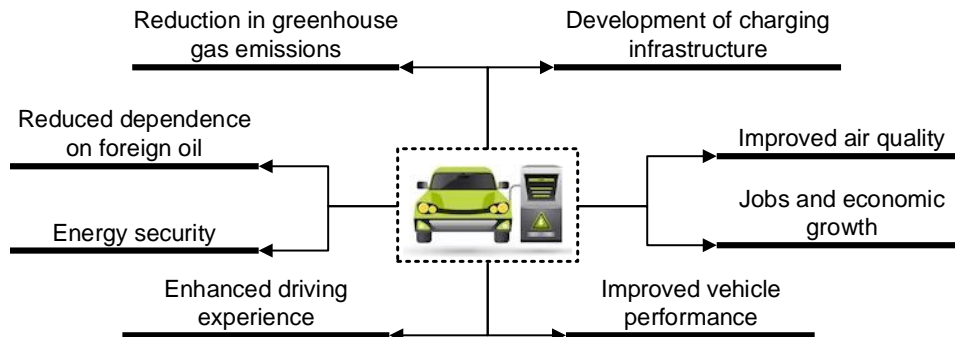 Reduction in greenhouse
gas emissions
Development of charging
infrastructure
Reduced dependence
on foreign oil
Improved air quality
Energy security
Jobs and economic
growth
Enhanced driving
experience
Improved vehicle
performance